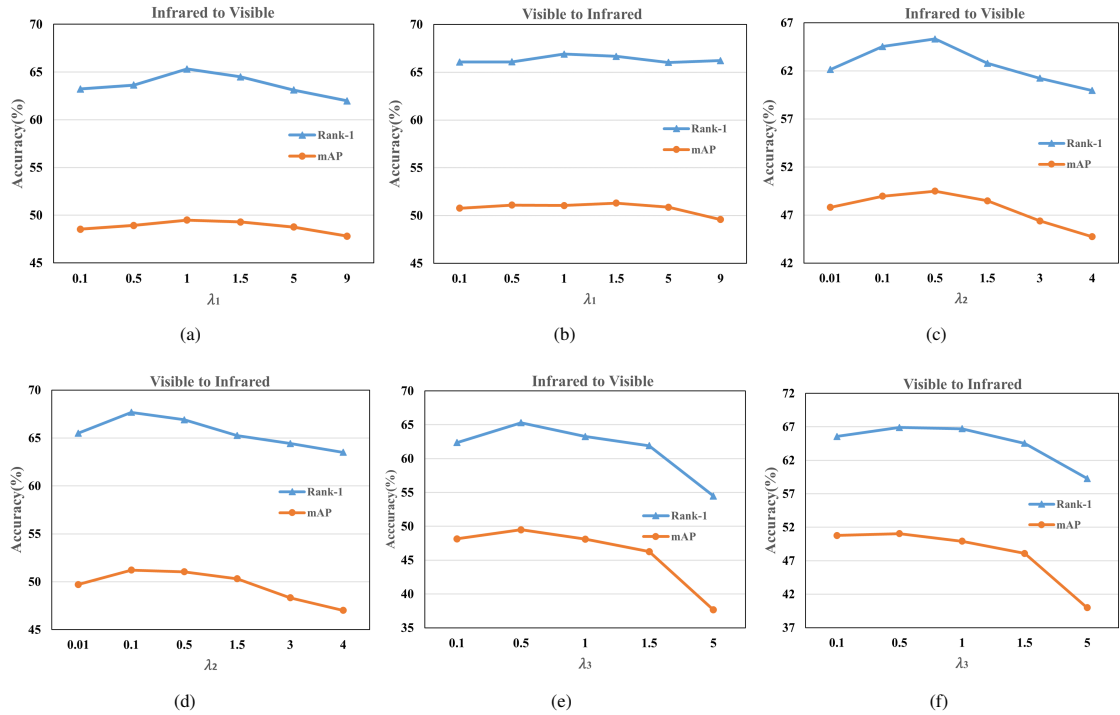 Infrared to Visible
70
65
60
55
50
45
Accuracy(%)
Rank-1
mAP
0.1 0.5 1 1.5 5 9
λ1
(a)
Visible to Infrared
70
65
60
55
50
45
Accuracy(%)
Rank-1
mAP
0.1 0.5 1 1.5 5 9
λ1
(b)
Infrared to Visible
67
62
57
52
47
42
Accuracy(%)
Rank-1
mAP
0.01 0.1 0.5 1.5 3 4
λ2
(c)
Visible to Infrared
70
65
60
55
50
45
Accuracy(%)
Rank-1
mAP
0.01 0.1 0.5 1.5 3 4
λ2
(d)
Infrared to Visible
70
65
60
55
50
45
40
35
Acccuracy(%)
Rank-1
mAP
0.1 0.5 1 1.5 5
λ3
(e)
Visible to Infrared
72
67
62
57
52
47
42
37
Accuracy(%)
Rank-1
mAP
0.1 0.5 1 1.5 5
λ3
(f)